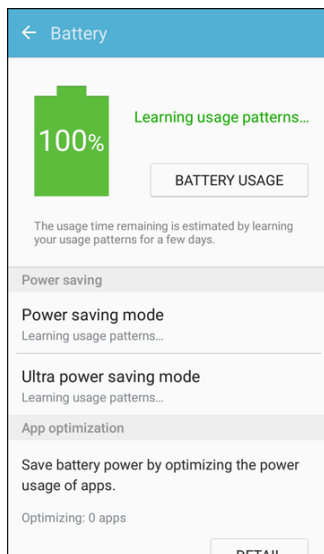 Battery
Learning usage patterns...
100%
BATTERY USAGE
The usage time remaining is estimated by learning
your usage patterns for a few days.
Power saving
Power saving mode
Learning usage patterns...
Ultra power saving mode
Learning usage patterns...
App optimization
Save battery power by optimizing the power
usage of apps.
Optimizing: 0 apps
DETAIL